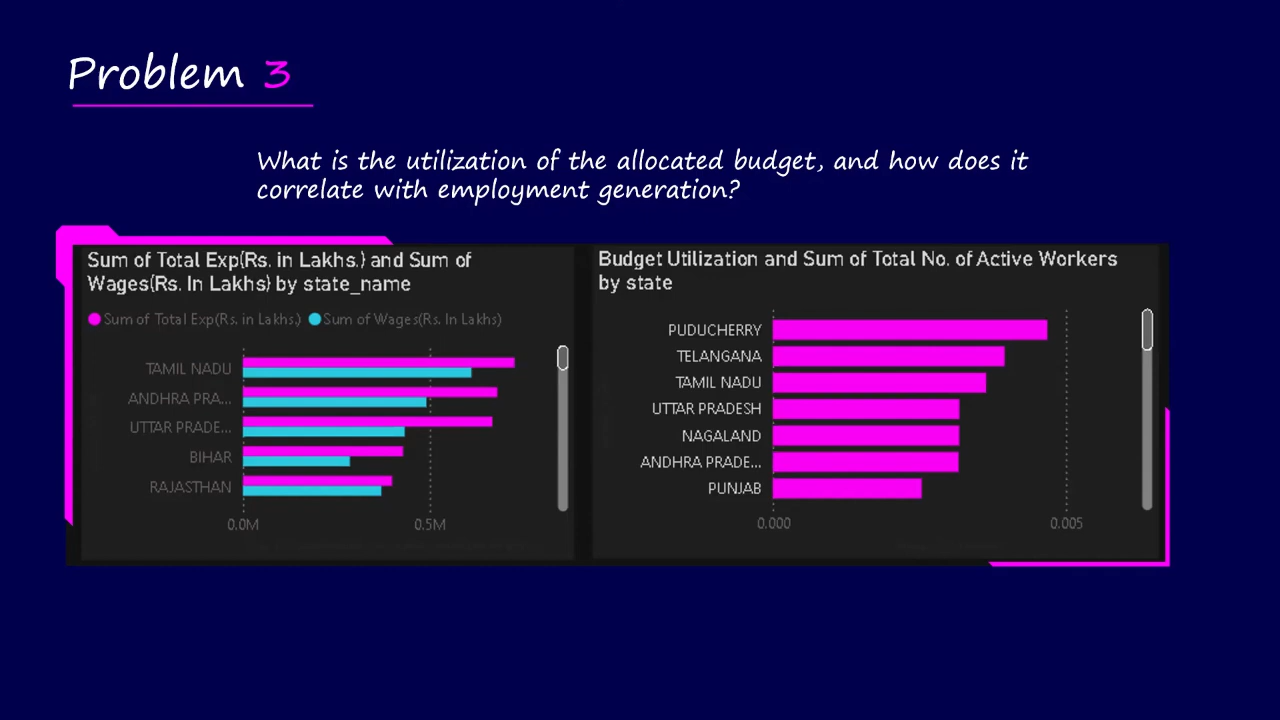 Problem 3
What is the utilization of the allocated budget, and how does it
correlate with employment generation?
Sum of Total Exp(Rs. in Lakhs.) and Sum of
Wages(Rs. In Lakhs) by state_name
Sum of Total Exp(Rs. in Lakhs.) Sum of Wages(Rs. In Lakhs)
TAMIL NADU
ANDHRA PRA...
UTTAR PRADE...
BIHAR
RAJASTHAN
0.0M 0.5M
Budget Utilization and Sum of Total No. of Active Workers
by state
PUDUCHERRY
TELANGANA
TAMIL NADU
UTTAR PRADESH
NAGALAND
ANDHRA PRADE...
PUNJAB
0.000 0.005